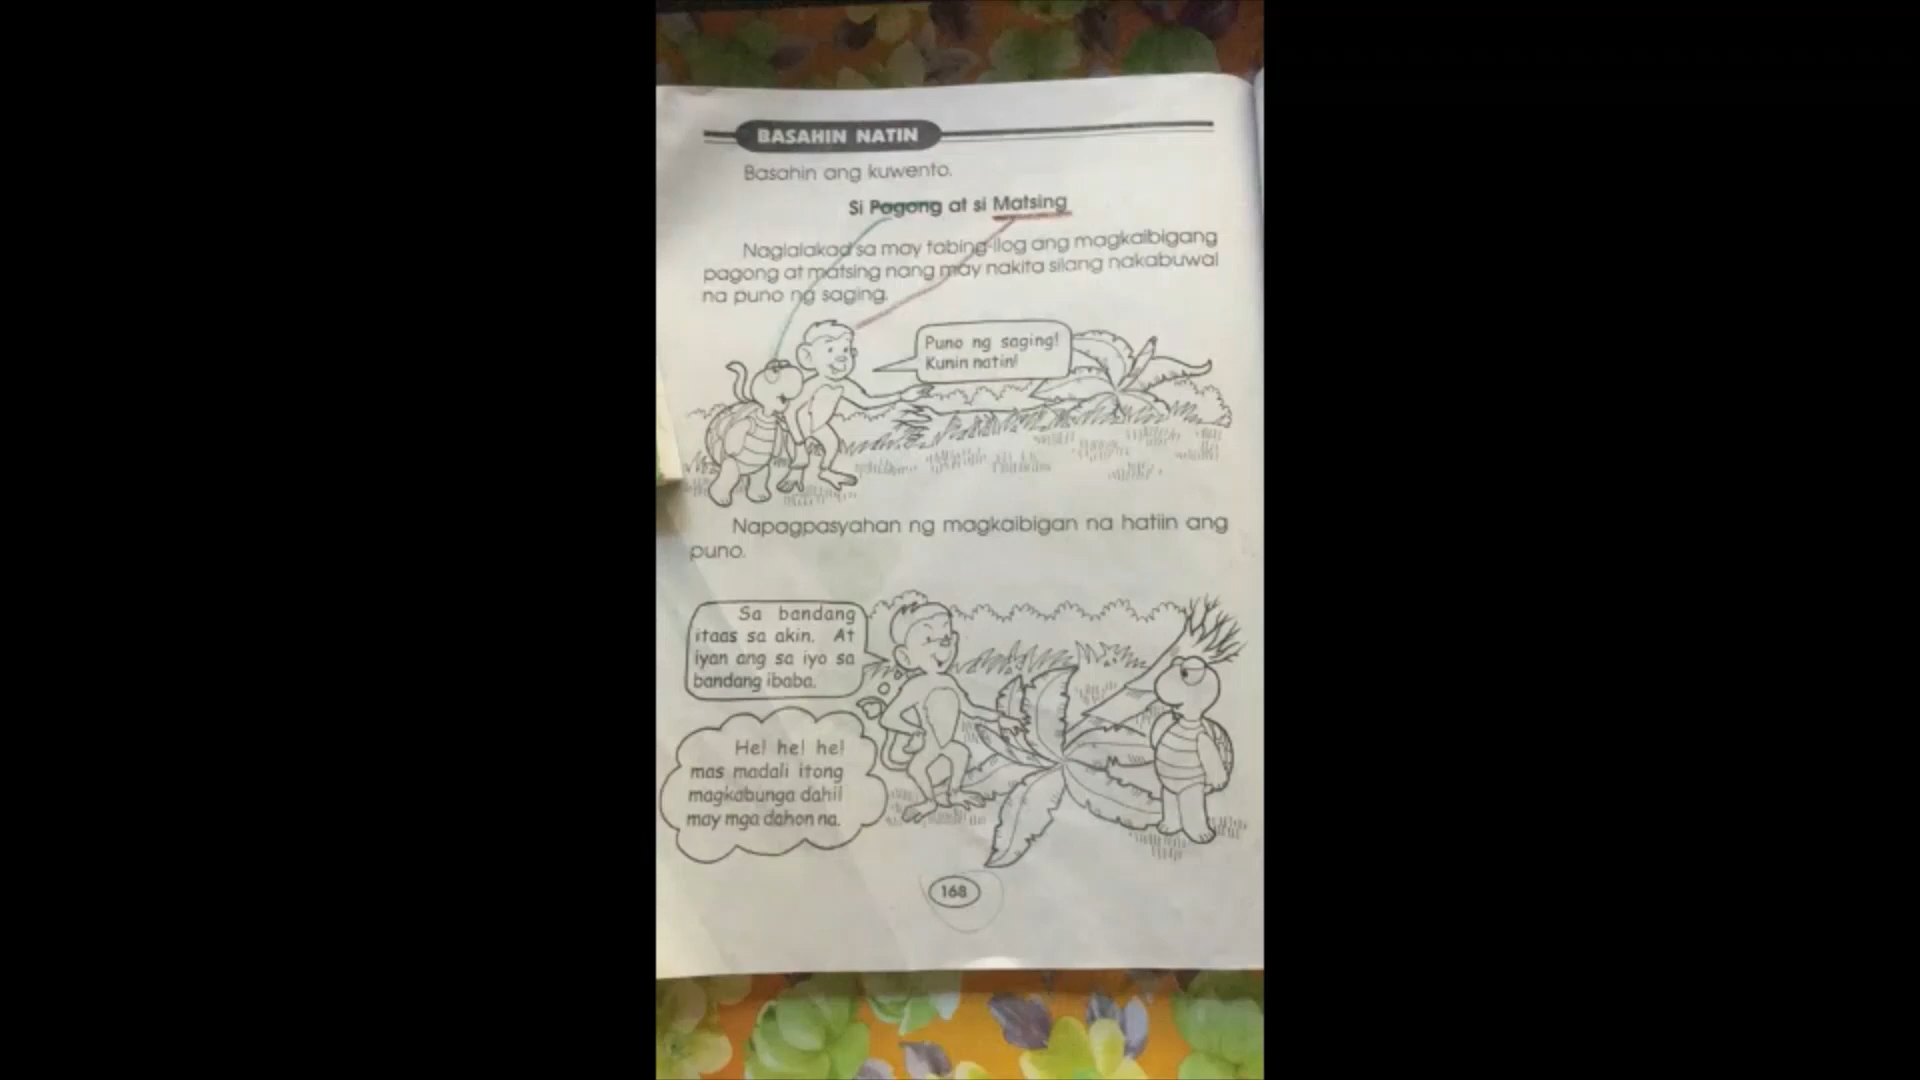 BASAHIN NATIN
Basahin ang kuwento.
Si Pagong at si Matsing
Naglalakad sa may tabing-ilog ang magkaibigang
pagong at matsing nang may nakita silang nakabuwal
na puno ng saging.
Puno ng saging!
Kunin natin!
Napagpasyahan ng magkaibigan na hatiin ang
puno.
Sa bandang
itaas sa akin. At
iyan ang sa iyo sa
bandang ibaba.
He! he! he!
mas madali itong
magkabunga dahil
may mga dahon na.
168